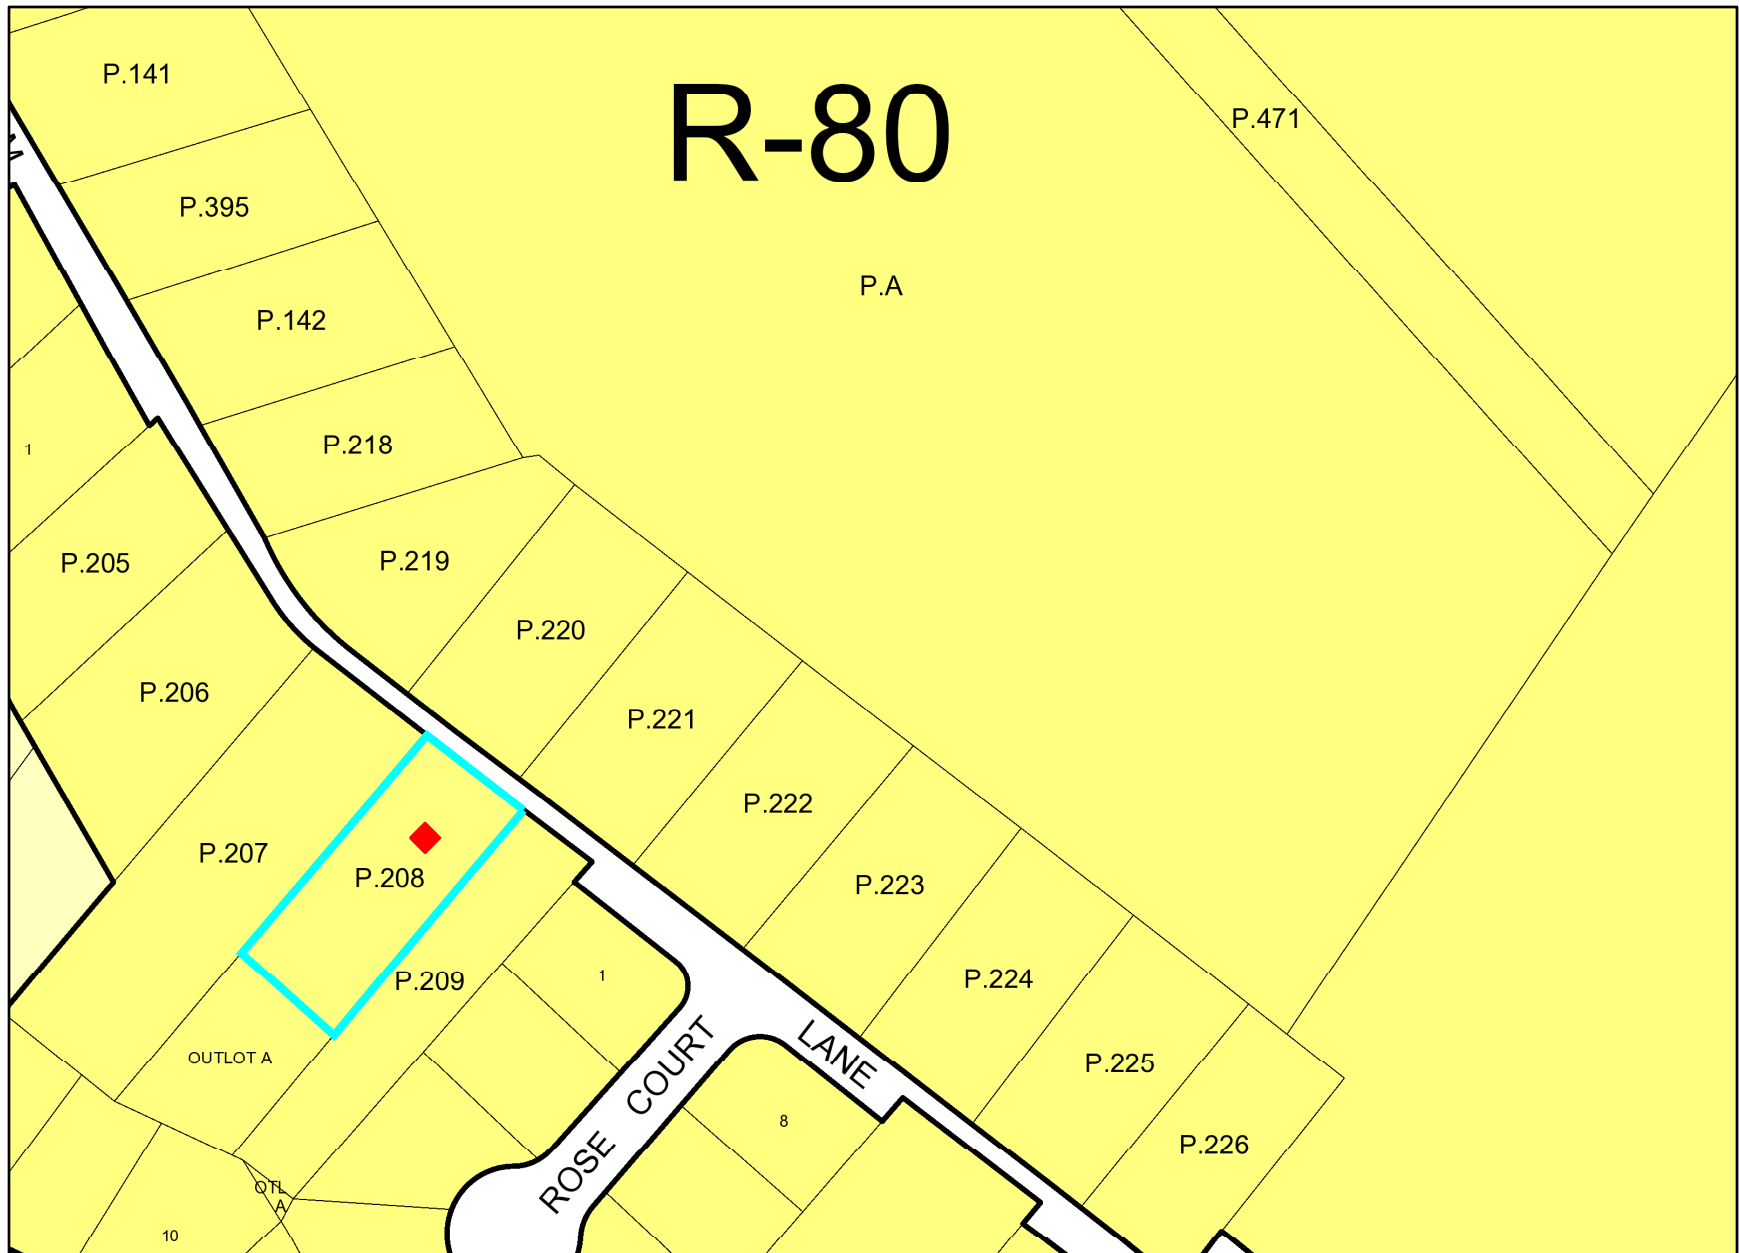 P.141
R-80
P.471
M
P.395
P.A
P.142
P.218
1
P.205
P.219
P.220
P.206
P.221
P.222
P.207
P.208
P.223
P.209
1
P.224
OUTLOT A
ROSE COURT
LANE
P.225
8
P.226
OTL
A
10